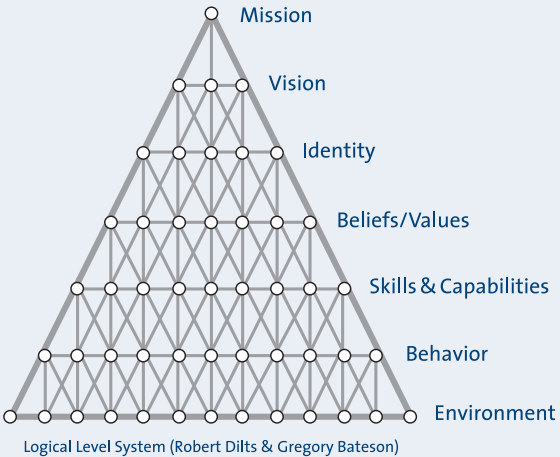 Mission
Vision
Identity
Beliefs/Values
Skills & Capabilities
Behavior
Environment
Logical Level System (Robert Dilts & Gregory Bateson)